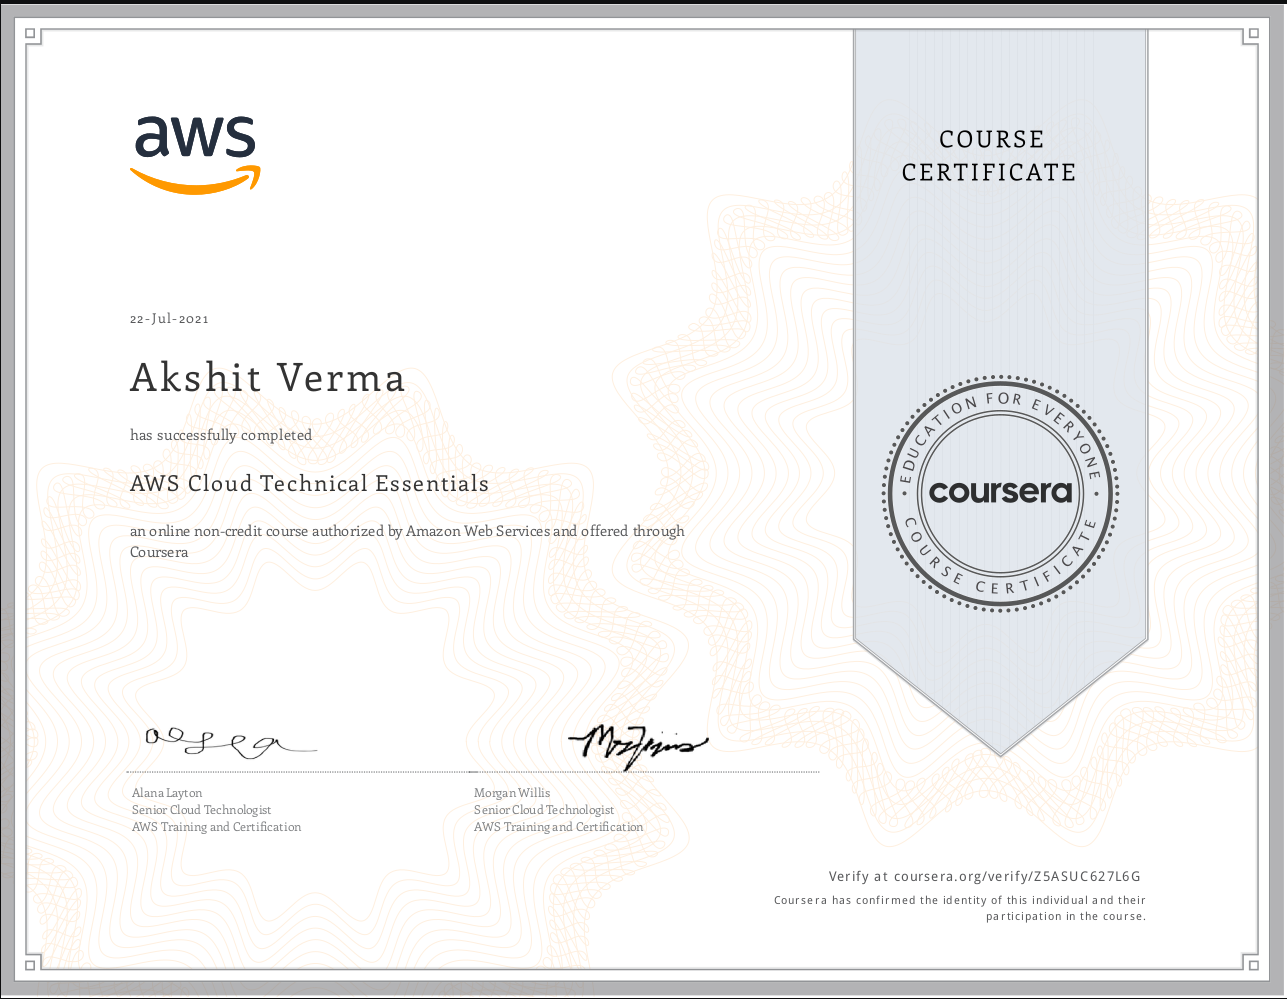 aws
COURSE
CERTIFICATE
22-Jul-2021
Akshit Verma
has successfully completed
AWS Cloud Technical Essentials
an online non-credit course authorized by Amazon Web Services and offered through
Coursera
EDUCATION FOR EVERYONE
coursera
COURSE CERTIFICATE
Alana Layton
Senior Cloud Technologist
AWS Training and Certification
Morgan Willis
Senior Cloud Technologist
AWS Training and Certification
Verify at coursera.org/verify/Z5ASUC627L6G
Coursera has confirmed the identity of this individual and their
participation in the course.